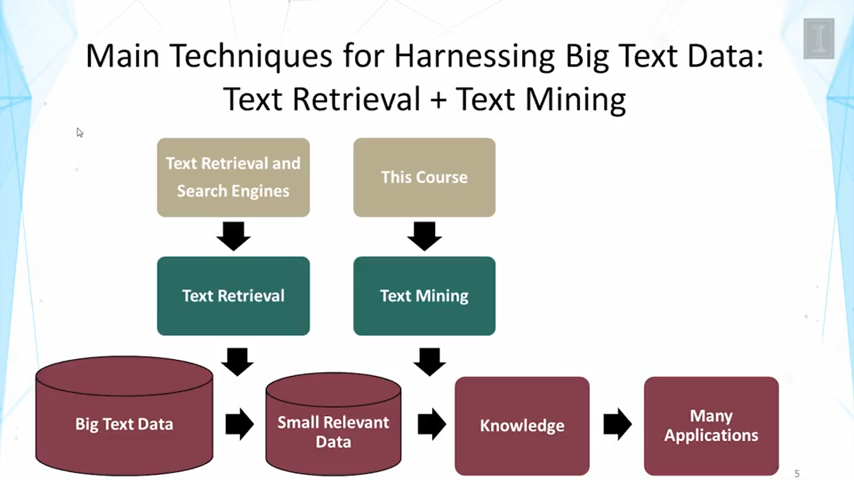 Main Techniques for Harnessing Big Text Data:
Text Retrieval + Text Mining
Text Retrieval and
Search Engines
This Course
Text Retrieval
Text Mining
Big Text Data
Small Relevant
Data
Knowledge
Many
Applications
5